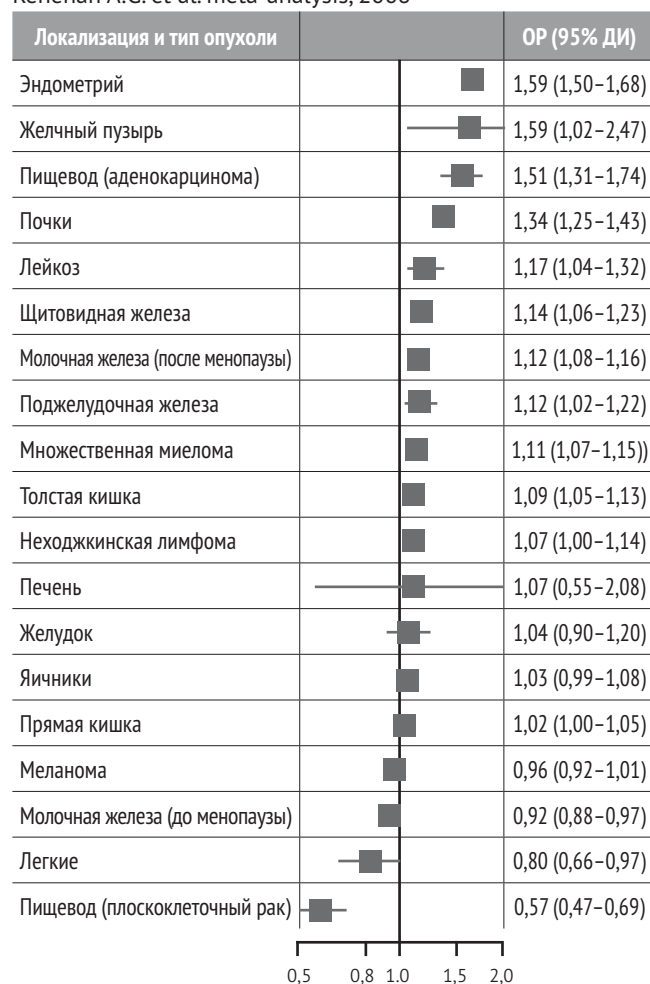 Renehan A.G. et al. meta-analysis, 2008
Локализация и тип опухоли ОР (95% ДИ)
Эндометрий 1,59 (1,50–1,68)
Желчный пузырь 1,59 (1,02–2,47)
Пищевод (аденокарцинома) 1,51 (1,31–1,74)
Почки 1,34 (1,25–1,43)
Лейкоз 1,17 (1,04–1,32)
Щитовидная железа 1,14 (1,06–1,23)
Молочная железа (после менопаузы) 1,12 (1,08–1,16)
Поджелудочная железа 1,12 (1,02–1,22)
Множественная миелома 1,11 (1,07–1,15))
Толстая кишка 1,09 (1,05–1,13)
Неходжкинская лимфома 1,07 (1,00–1,14)
Печень 1,07 (0,55–2,08)
Желудок 1,04 (0,90–1,20)
Яичники 1,03 (0,99–1,08)
Прямая кишка 1,02 (1,00–1,05)
Меланома 0,96 (0,92–1,01)
Молочная железа (до менопаузы) 0,92 (0,88–0,97)
Легкие 0,80 (0,66–0,97)
Пищевод (плоскоклеточный рак) 0,57 (0,47–0,69)
0,5 0,8 1.0 1,5 2,0